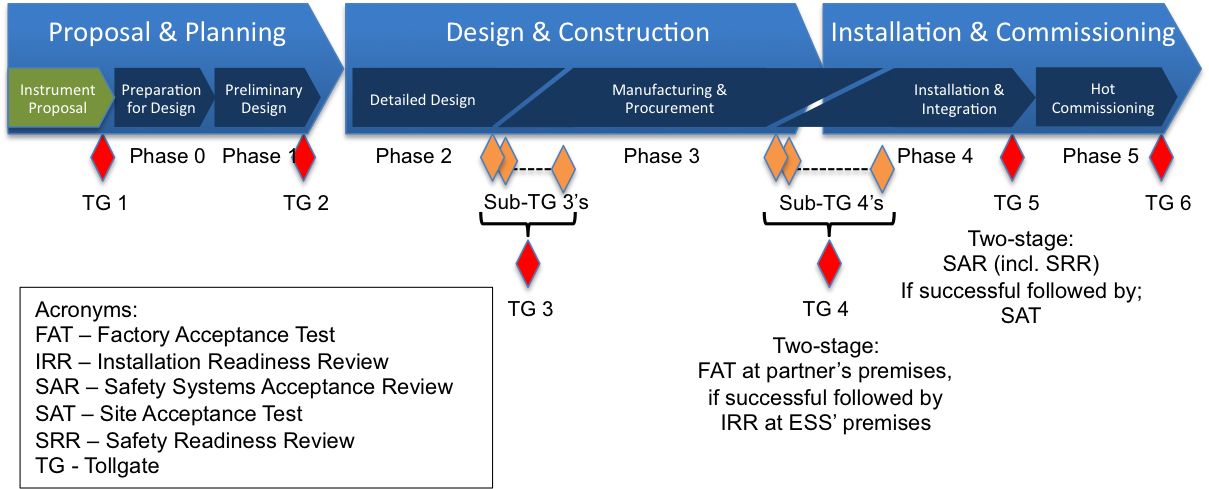 Proposal & Planning
Design & Construction
Installation & Commissioning
Instrument
Proposal
Preparation
for Design
Preliminary
Design
Detailed Design
Manufacturing &
Procurement
Installation &
Integration
Hot
Commissioning
Phase 0
Phase 1
Phase 2
Phase 3
Phase 4
Phase 5
TG 1
TG 2
Sub-TG 3’s
Sub-TG 4’s
TG 5
TG 6
TG 3
TG 4
Two-stage:
SAR (incl. SRR)
If successful followed by;
SAT
Two-stage:
FAT at partner’s premises,
if successful followed by
IRR at ESS’ premises
Acronyms:
FAT – Factory Acceptance Test
IRR – Installation Readiness Review
SAR – Safety Systems Acceptance Review
SAT – Site Acceptance Test
SRR – Safety Readiness Review
TG - Tollgate